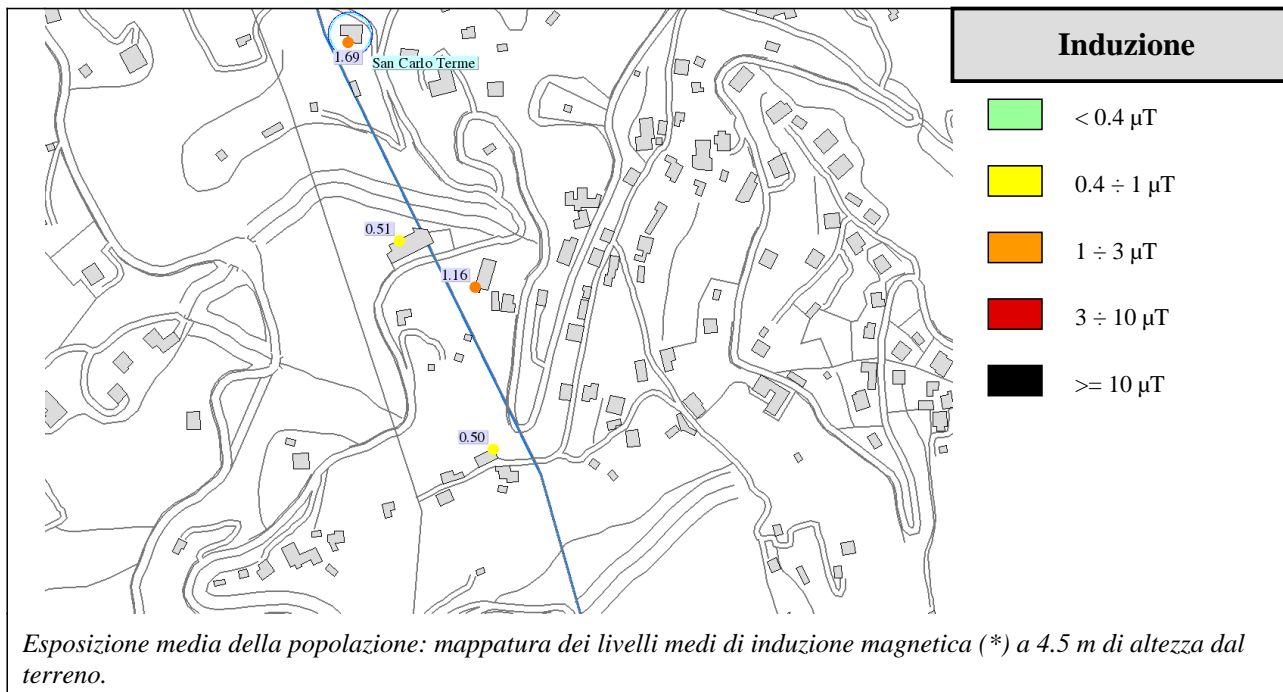 Induzione
< 0.4 µT
0.4 ÷ 1 µT
1 ÷ 3 µT
3 ÷ 10 µT
>= 10 µT
1.69
San Carlo Terme
0.51
1.16
0.50
Esposizione media della popolazione: mappatura dei livelli medi di induzione magnetica (*) a 4.5 m di altezza dal
terreno.